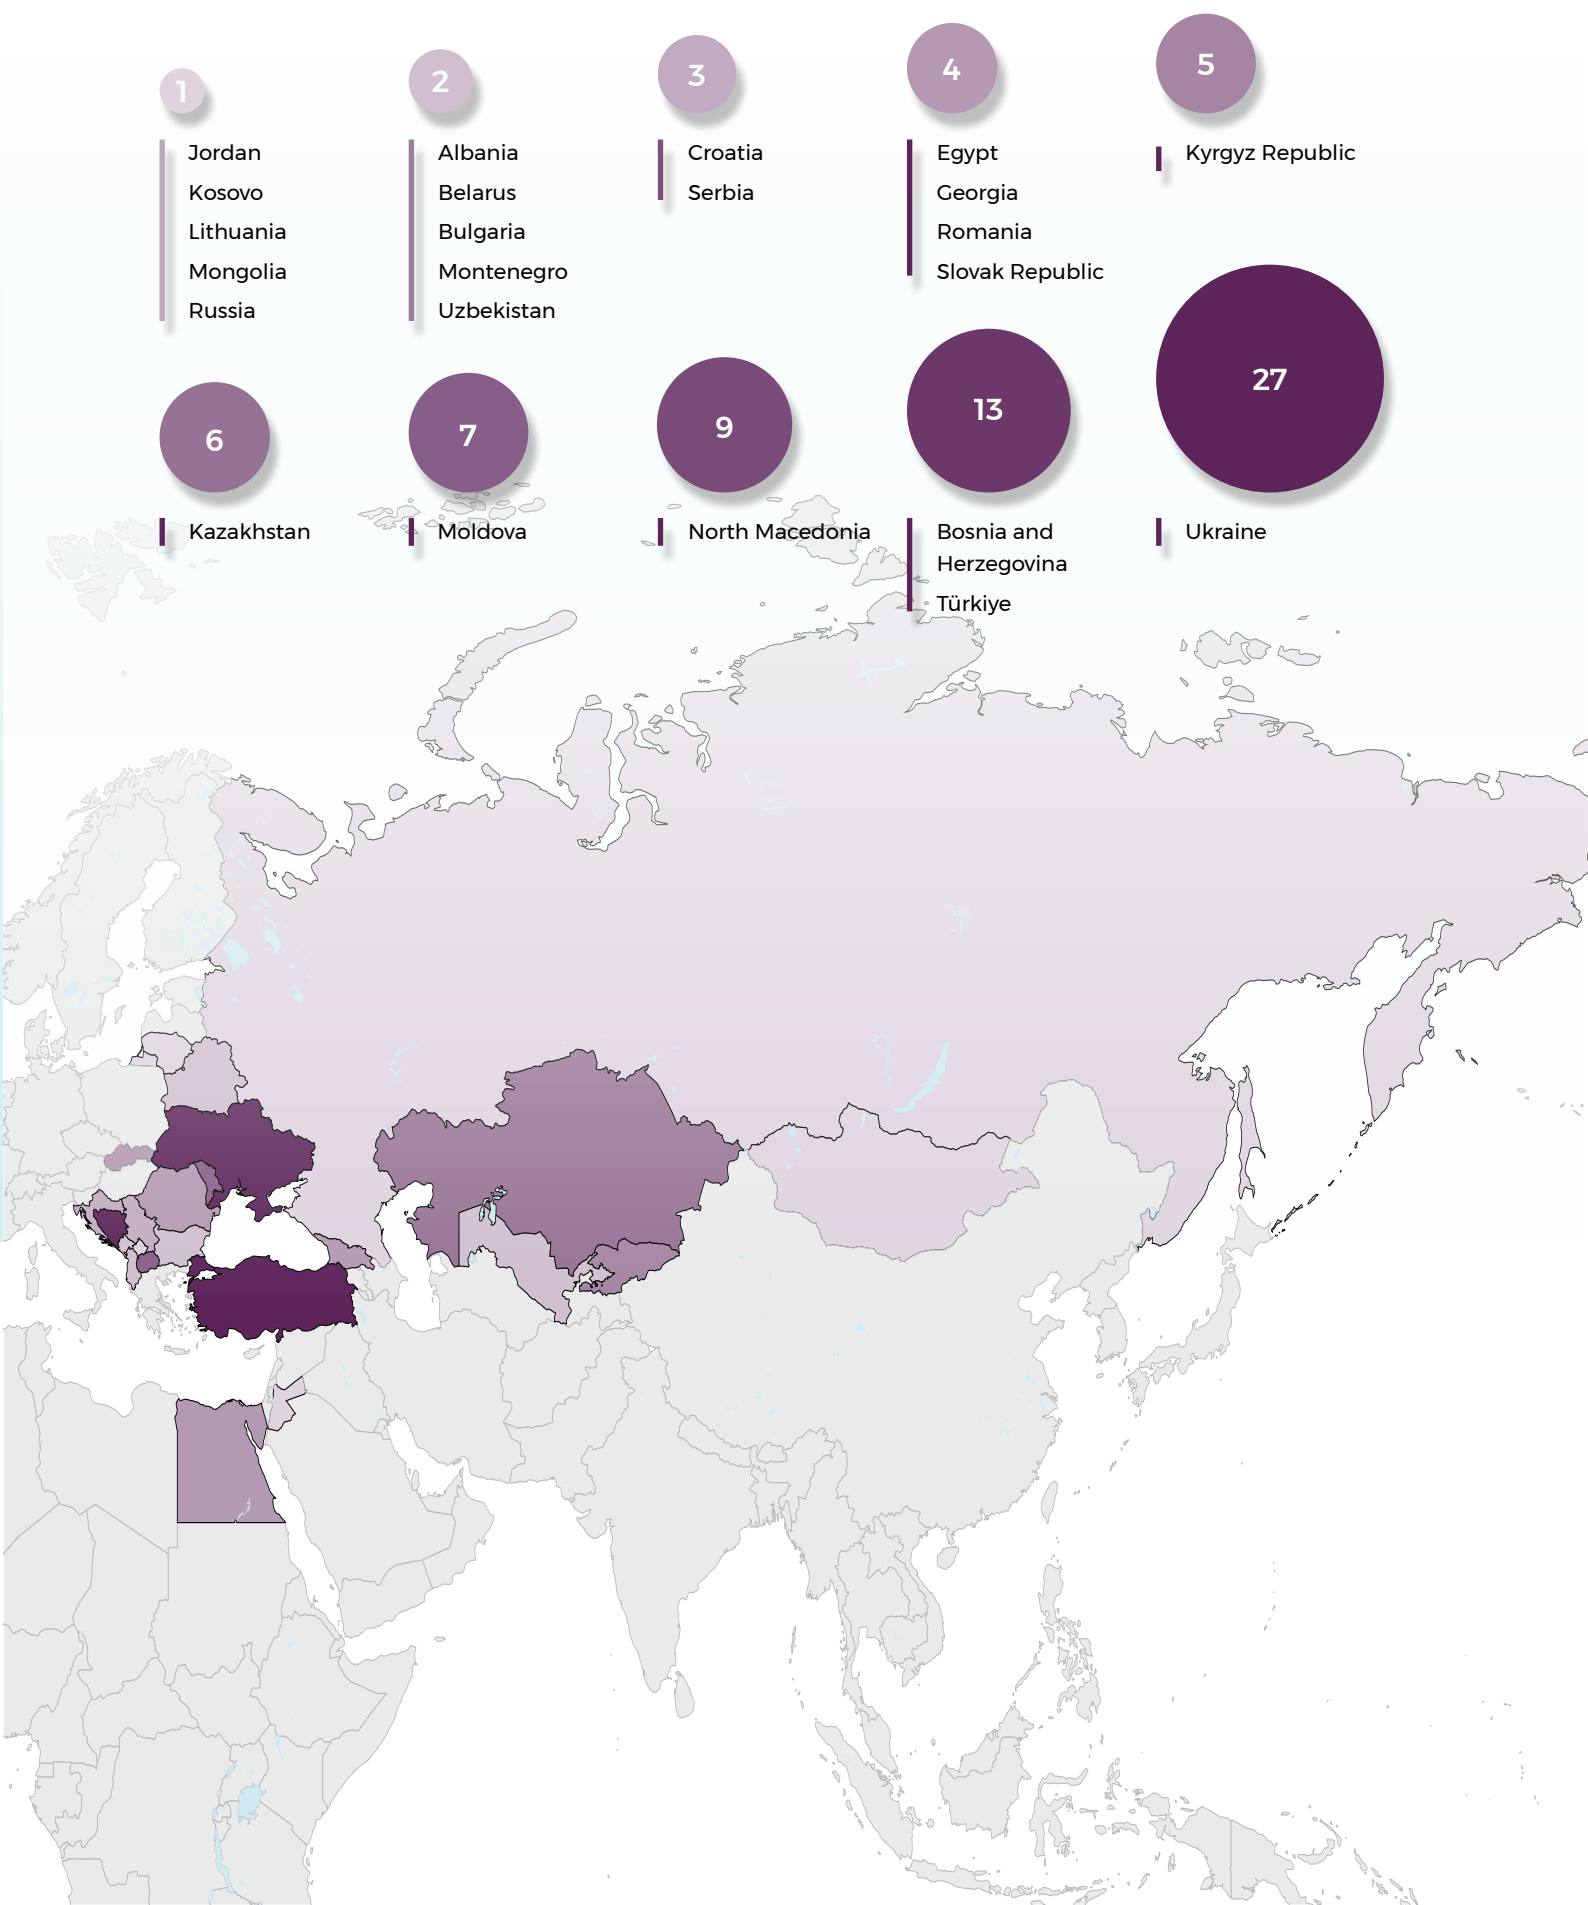 1
Jordan
Kosovo
Lithuania
Mongolia
Russia
2
Albania
Belarus
Bulgaria
Montenegro
Uzbekistan
3
Croatia
Serbia
4
Egypt
Georgia
Romania
Slovak Republic
5
Kyrgyz Republic
6
Kazakhstan
7
Moldova
9
North Macedonia
13
Bosnia and
Herzegovina
Türkiye
27
Ukraine